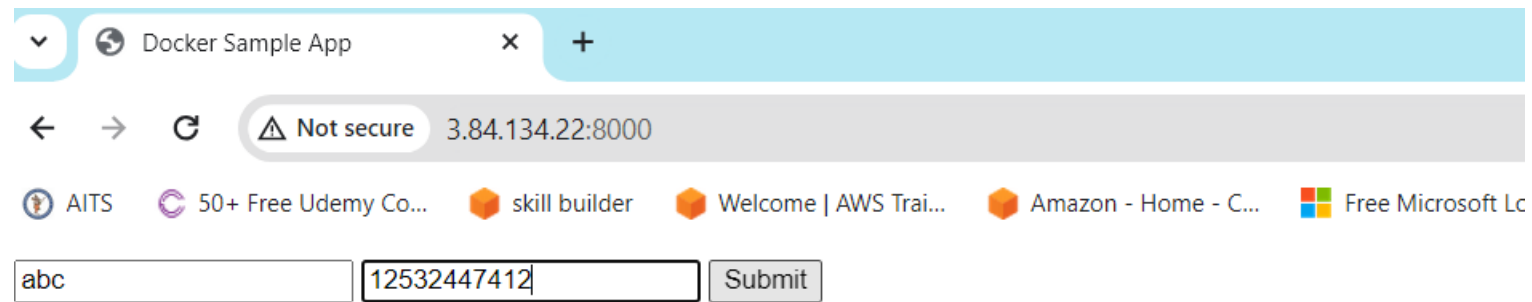 Docker Sample App
Not secure 3.84.134.22:8000
AITS 50+ Free Udemy Co... skill builder Welcome | AWS Trai... Amazon - Home - C... Free Microsoft Lo
abc 12532447412 Submit